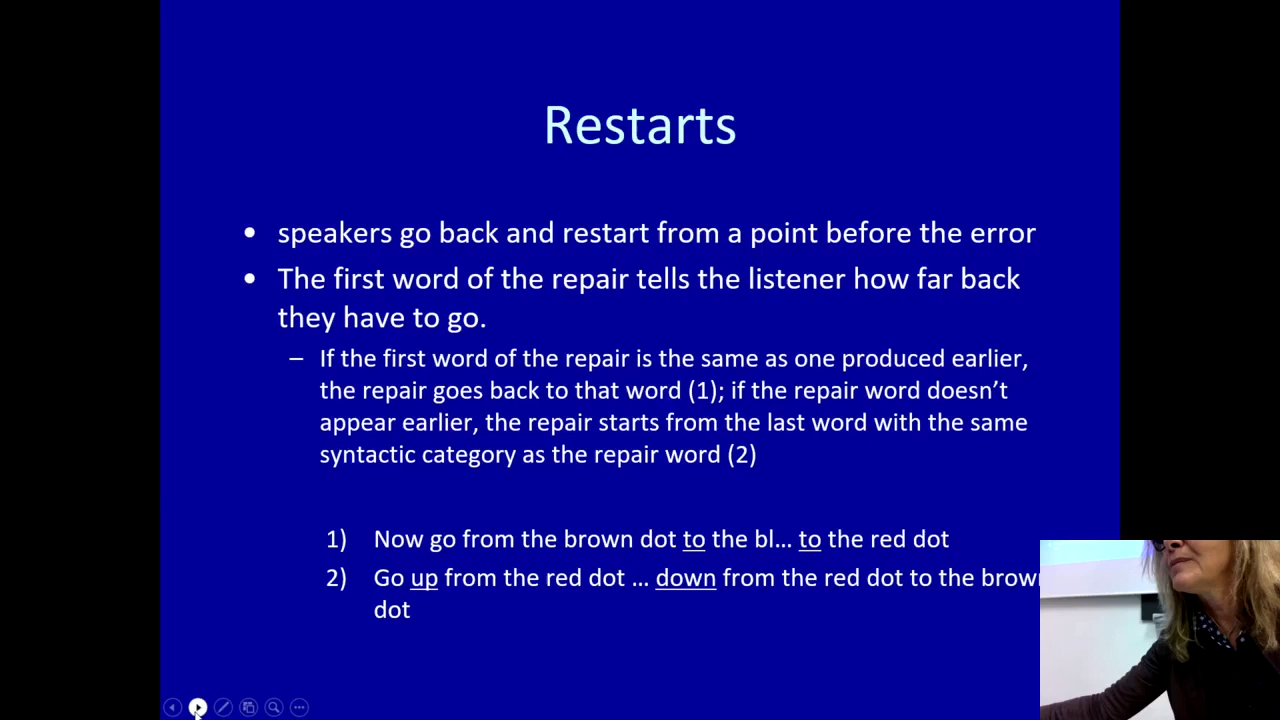 Restarts
• speakers go back and restart from a point before the error
• The first word of the repair tells the listener how far back
they have to go.
– If the first word of the repair is the same as one produced earlier,
the repair goes back to that word (1); if the repair word doesn’t
appear earlier, the repair starts from the last word with the same
syntactic category as the repair word (2)
1) Now go from the brown dot to the bl... to the red dot
2) Go up from the red dot ... down from the red dot to the brown
dot